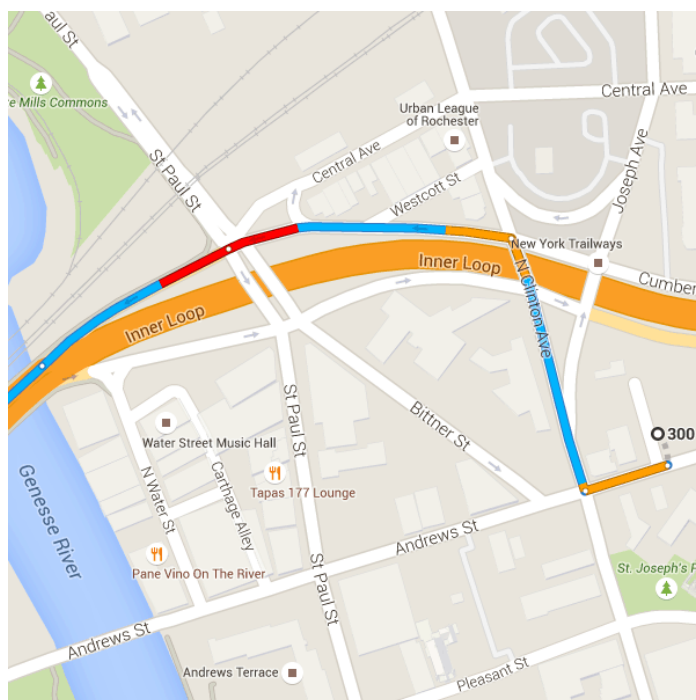 aul St
Paul St
re Mills Commons
St Paul St
Central Ave
Urban League
of Rochester
Central Ave
Westcott St
Joseph Ave
New York Trailways
Inner Loop
Cumber
N Clinton Ave
Inner Loop
St Paul St
Bittner St
300
Water Street Music Hall
N Water St
Carthage Alley
Tapas 177 Lounge
Genesse River
Andrews St
Pane Vino On The River
St Paul St
St. Joseph's P
Andrews St
Andrews Terrace
Pleasant St